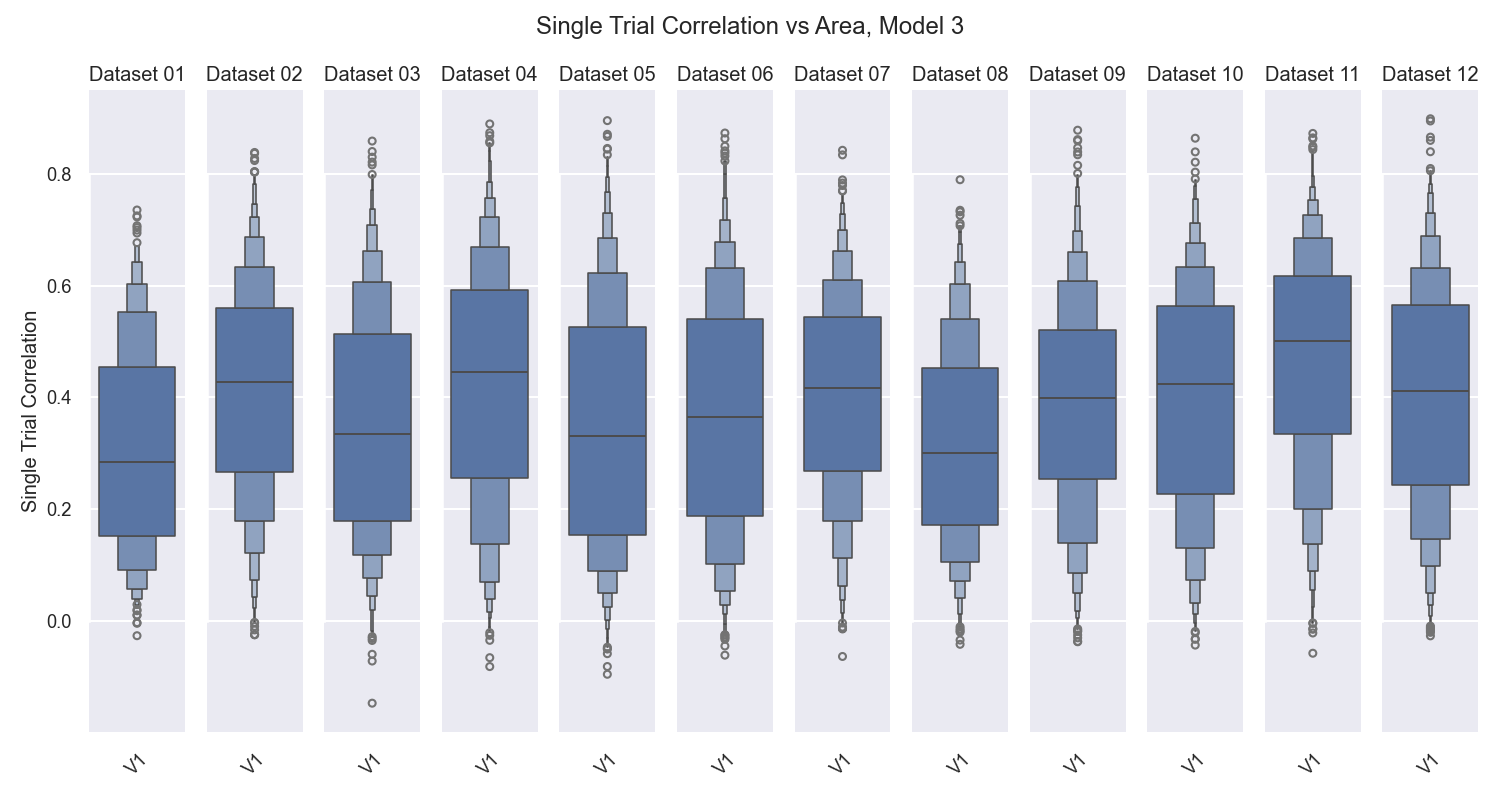 Single Trial Correlation vs Area, Model 3
Dataset 01 Dataset 02 Dataset 03 Dataset 04 Dataset 05 Dataset 06 Dataset 07 Dataset 08 Dataset 09 Dataset 10 Dataset 11 Dataset 12
Single Trial Correlation
0.8
0.6
0.4
0.2
0.0
V1 V1 V1 V1 V1 V1 V1 V1 V1 V1 V1 V1